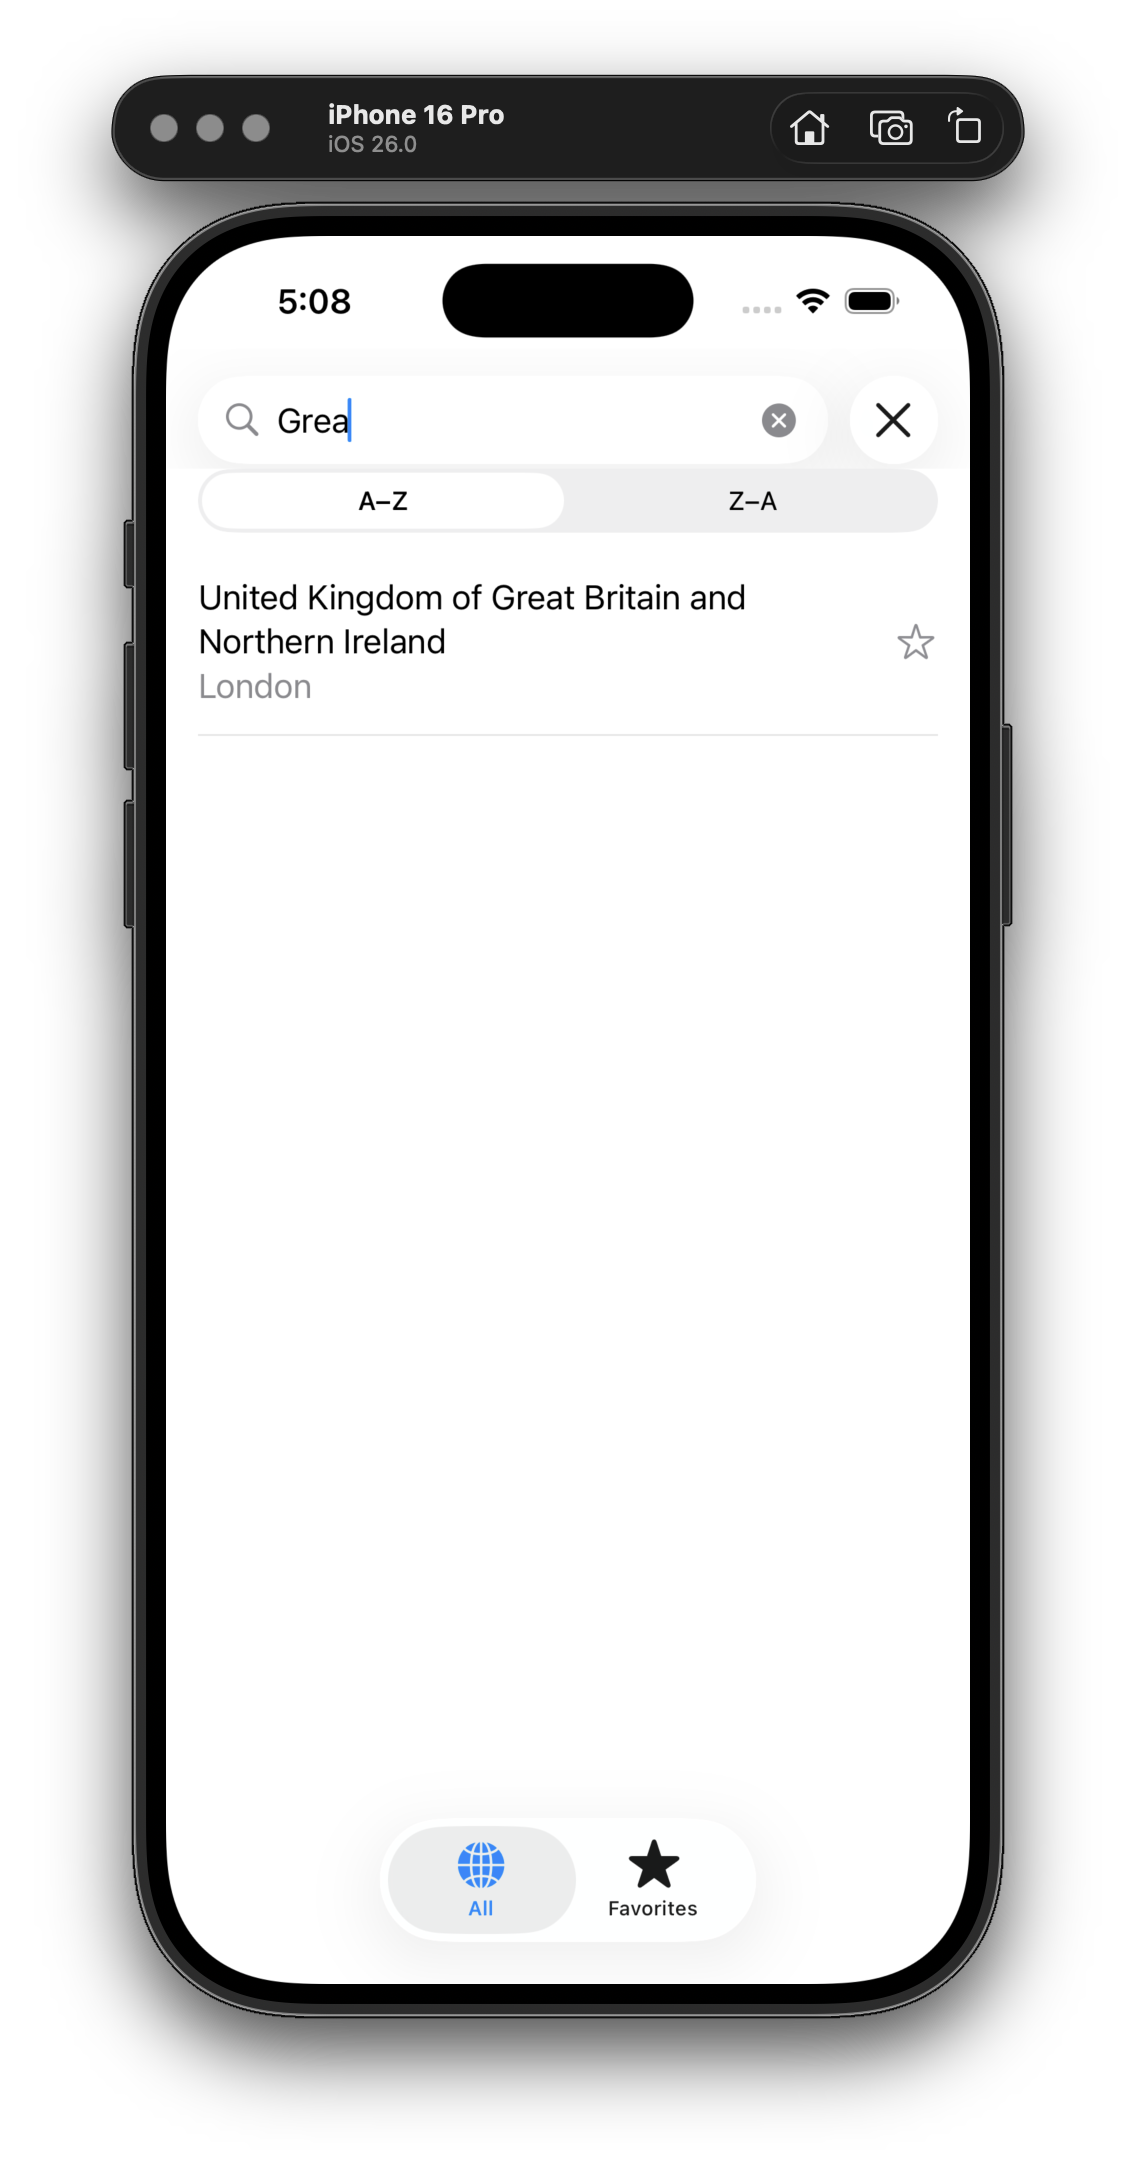 iPhone 16 Pro
iOS 26.0
5:08
Grea
A–Z
Z–A
United Kingdom of Great Britain and
Northern Ireland
London
All
Favorites